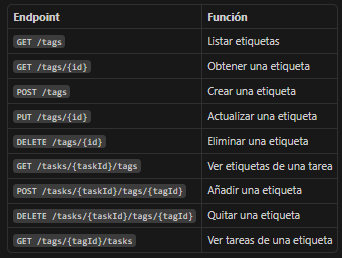 Endpoint Función
GET /tags Listar etiquetas
GET /tags/{id} Obtener una etiqueta
POST /tags Crear una etiqueta
PUT /tags/{id} Actualizar una etiqueta
DELETE /tags/{id} Eliminar una etiqueta
GET /tasks/{taskId}/tags Ver etiquetas de una tarea
POST /tasks/{taskId}/tags/{tagId} Añadir una etiqueta
DELETE /tasks/{taskId}/tags/{tagId} Quitar una etiqueta
GET /tags/{tagId}/tasks Ver tareas de una etiqueta